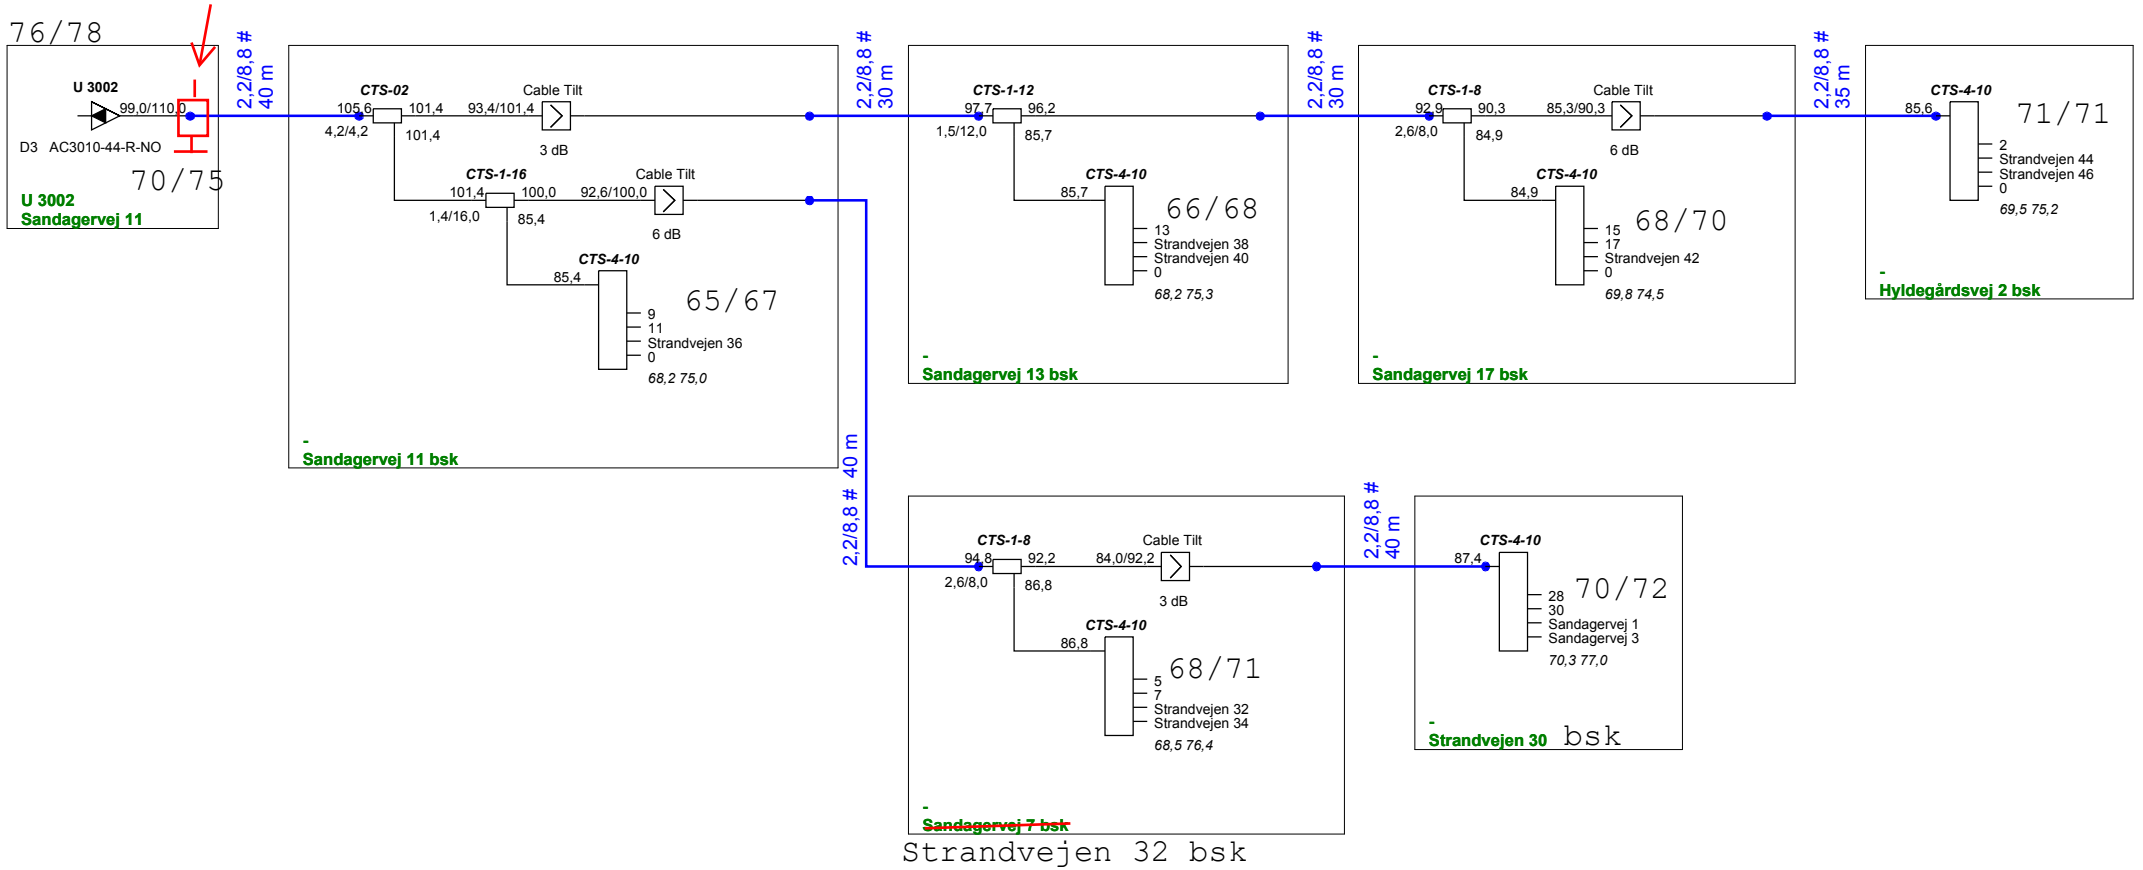 76/78
U 3002
99,0/110,0
D3 AC3010-44-R-NO
70/75
U 3002
Sandagervej 11
2,2/8,8 #
40 m
CTS-02
105,6
101,4
4,2/4,2
101,4
93,4/101,4
Cable Tilt
3 dB
CTS-1-16
101,4
100,0
1,4/16,0
85,4
92,6/100,0
Cable Tilt
6 dB
CTS-4-10
85,4
65/67
9
11
Strandvejen 36
0
68,2 75,0
-
Sandagervej 11 bsk
2,2/8,8 #
30 m
CTS-1-12
97,7
96,2
1,5/12,0
85,7
CTS-4-10
85,7
66/68
13
Strandvejen 38
Strandvejen 40
0
68,2 75,3
-
Sandagervej 13 bsk
2,2/8,8 #
30 m
CTS-1-8
92,9
90,3
2,6/8,0
84,9
85,3/90,3
Cable Tilt
6 dB
CTS-4-10
84,9
68/70
15
17
Strandvejen 42
0
69,8 74,5
-
Sandagervej 17 bsk
2,2/8,8 #
35 m
CTS-4-10
85,6
71/71
2
Strandvejen 44
Strandvejen 46
0
69,5 75,2
-
Hyldegårdsvej 2 bsk
2,2/8,8 # 40 m
CTS-1-8
94,8
92,2
2,6/8,0
86,8
84,0/92,2
Cable Tilt
3 dB
CTS-4-10
86,8
68/71
5
7
Strandvejen 32
Strandvejen 34
68,5 76,4
-
Sandagervej 7 bsk
Strandvejen 32 bsk
2,2/8,8 #
40 m
CTS-4-10
87,4
70/72
28
30
Sandagervej 1
Sandagervej 3
70,3 77,0
-
Strandvejen 30 bsk